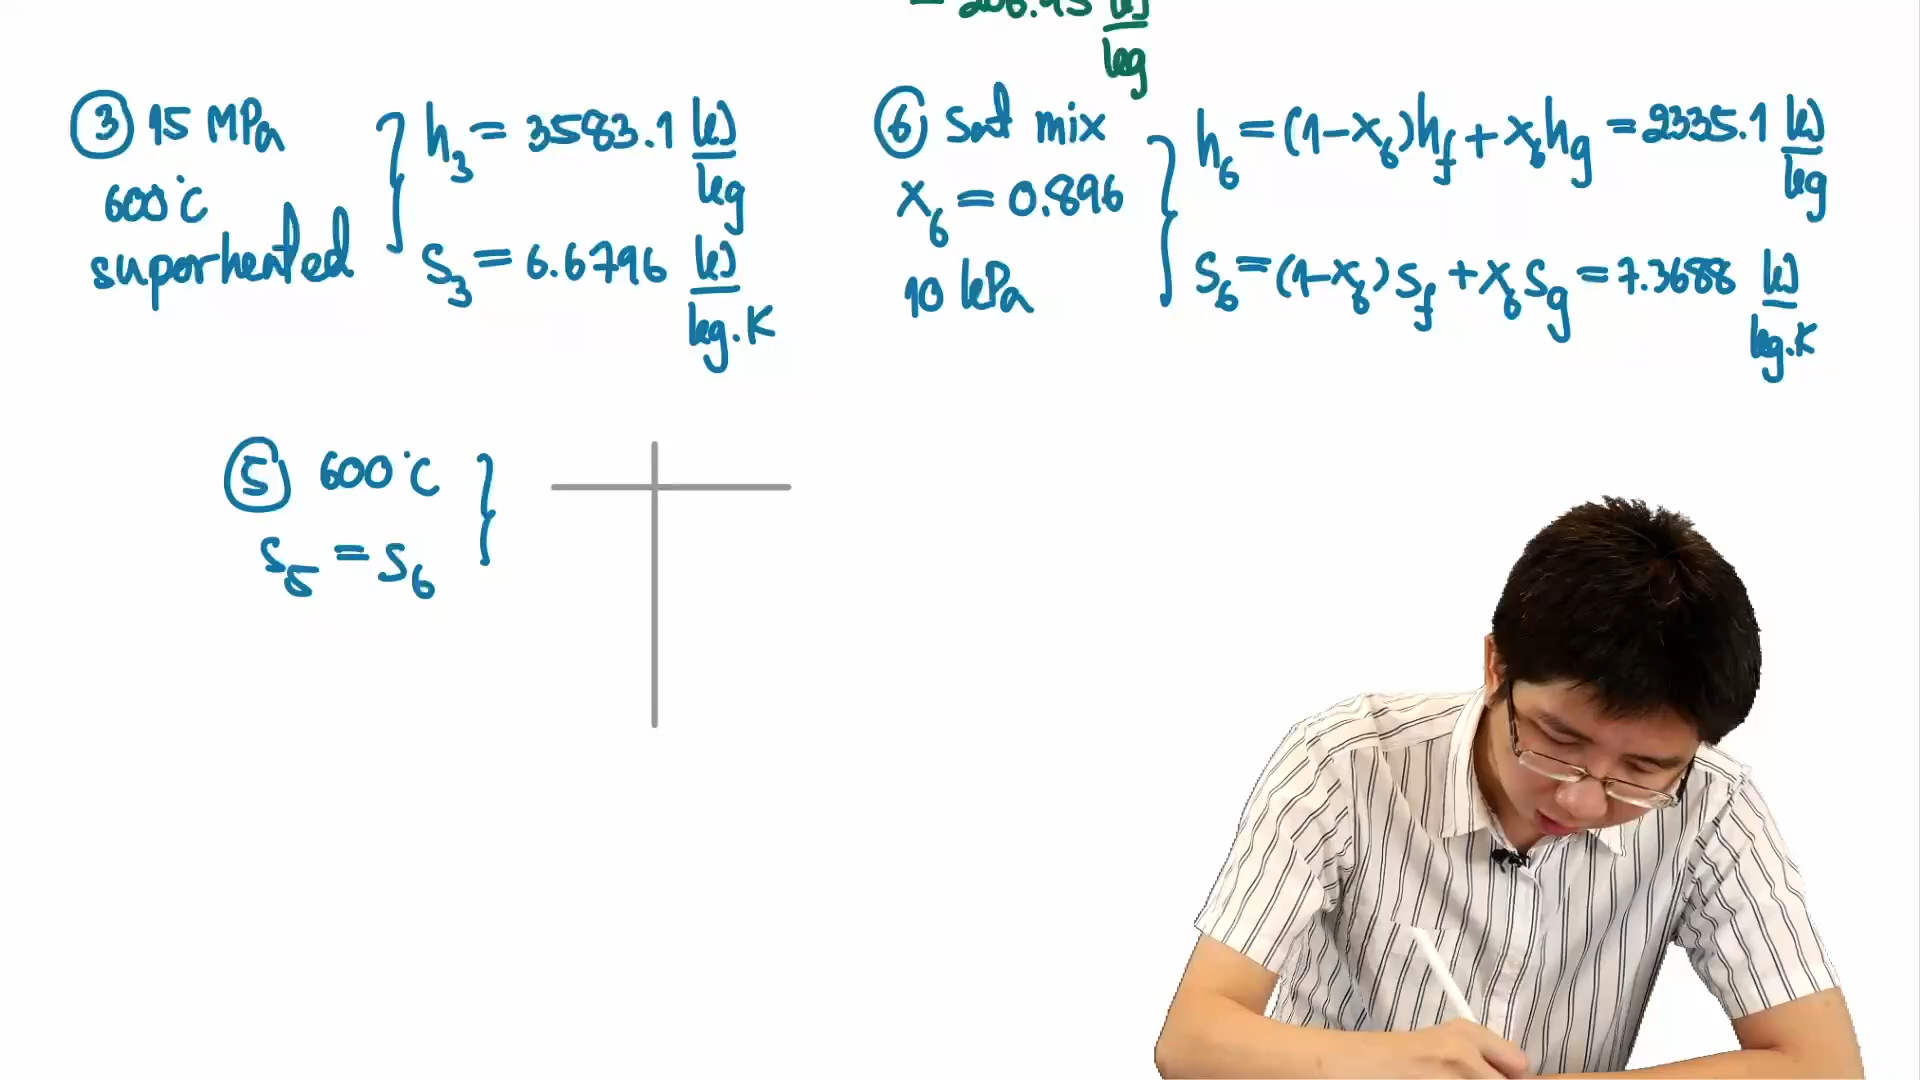 = 206.95 kJ/kg
③ 15 MPa
600°C
superheated
h₃ = 3583.1 kJ/kg
s₃ = 6.6796 kJ/kg.K
⑥ Sat mix
x₆ = 0.896
10 kPa
h₆ = (1-x₆)h_f + x₆h_g = 2335.1 kJ/kg
s₆ = (1-x₆)s_f + x₆s_g = 7.3688 kJ/kg.K
⑤ 600°C
s₅ = s₆